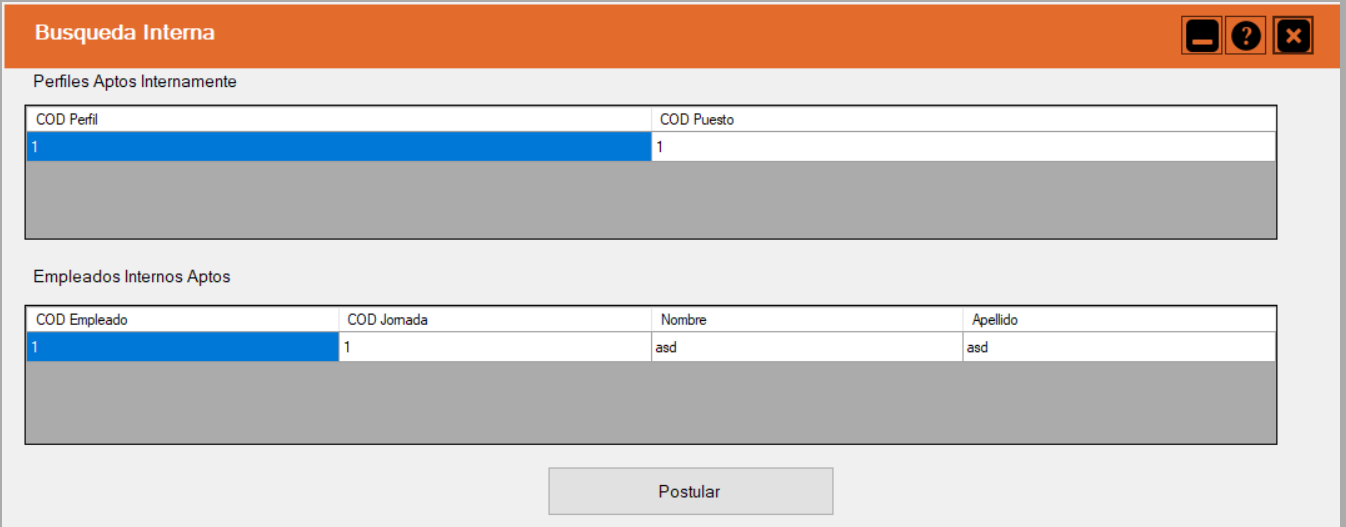 Busqueda Interna
Perfiles Aptos Internamente
COD Perfil COD Puesto
1 1
Empleados Internos Aptos
COD Empleado COD Jornada Nombre Apellido
1 1 asd asd
Postular